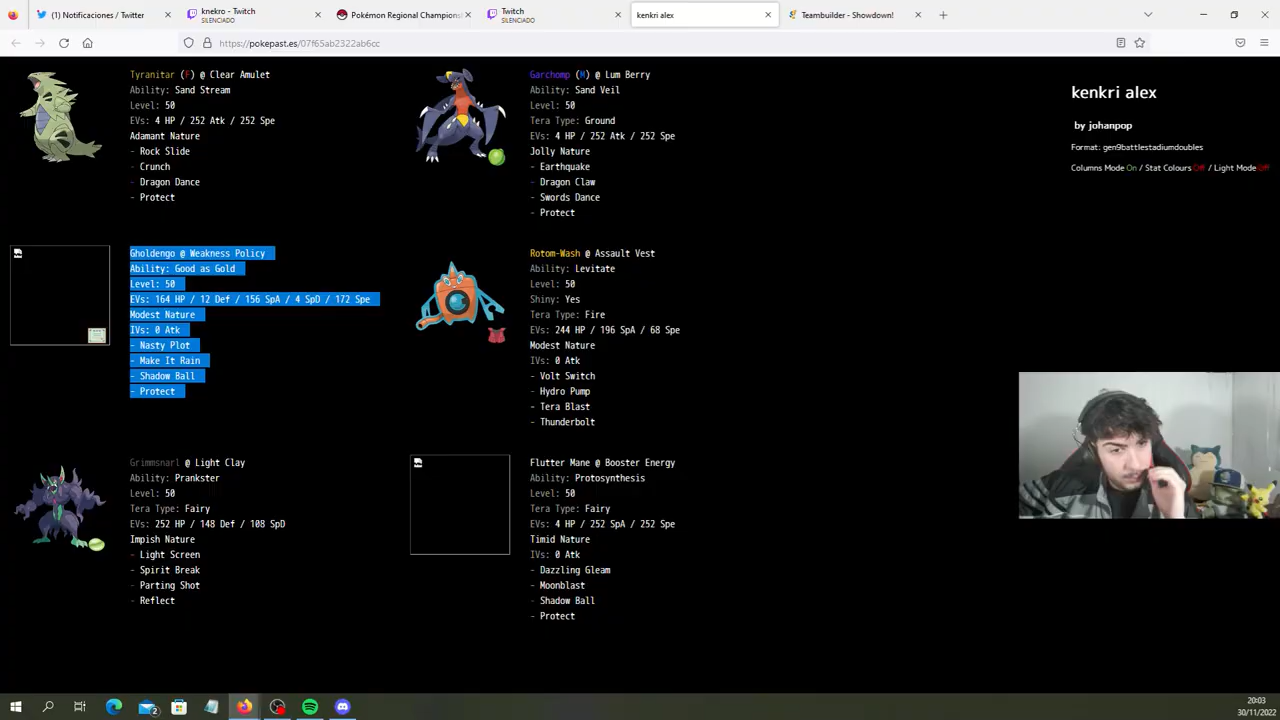 (1) Notificaciones / Twitter
knekro - Twitch
SILENCIADO
Pokémon Regional Champions
Twitch
SILENCIADO
kenkri alex
Teambuilder - Showdown!
https://pokepast.es/07f65ab2322ab6cc
Tyranitar (F) @ Clear Amulet
Ability: Sand Stream
Level: 50
EVs: 4 HP / 252 Atk / 252 Spe
Adamant Nature
- Rock Slide
- Crunch
- Dragon Dance
- Protect
Garchomp (M) @ Lum Berry
Ability: Sand Veil
Level: 50
Tera Type: Ground
EVs: 4 HP / 252 Atk / 252 Spe
Jolly Nature
- Earthquake
- Dragon Claw
- Swords Dance
- Protect
kenkri alex
by johanpop
Format: gen9battlestadiumdoubles
Columns Mode On / Stat Colours Off / Light Mode Off
Gholdengo @ Weakness Policy
Ability: Good as Gold
Level: 50
EVs: 164 HP / 12 Def / 156 SpA / 4 SpD / 172 Spe
Modest Nature
IVs: 0 Atk
- Nasty Plot
- Make It Rain
- Shadow Ball
- Protect
Rotom-Wash @ Assault Vest
Ability: Levitate
Level: 50
Shiny: Yes
Tera Type: Fire
EVs: 244 HP / 196 SpA / 68 Spe
Modest Nature
IVs: 0 Atk
- Volt Switch
- Hydro Pump
- Tera Blast
- Thunderbolt
Grimmsnarl @ Light Clay
Ability: Prankster
Level: 50
Tera Type: Fairy
EVs: 252 HP / 148 Def / 108 SpD
Impish Nature
- Light Screen
- Spirit Break
- Parting Shot
- Reflect
Flutter Mane @ Booster Energy
Ability: Protosynthesis
Level: 50
Tera Type: Fairy
EVs: 4 HP / 252 SpA / 252 Spe
Timid Nature
IVs: 0 Atk
- Dazzling Gleam
- Moonblast
- Shadow Ball
- Protect
20:03
30/11/2022